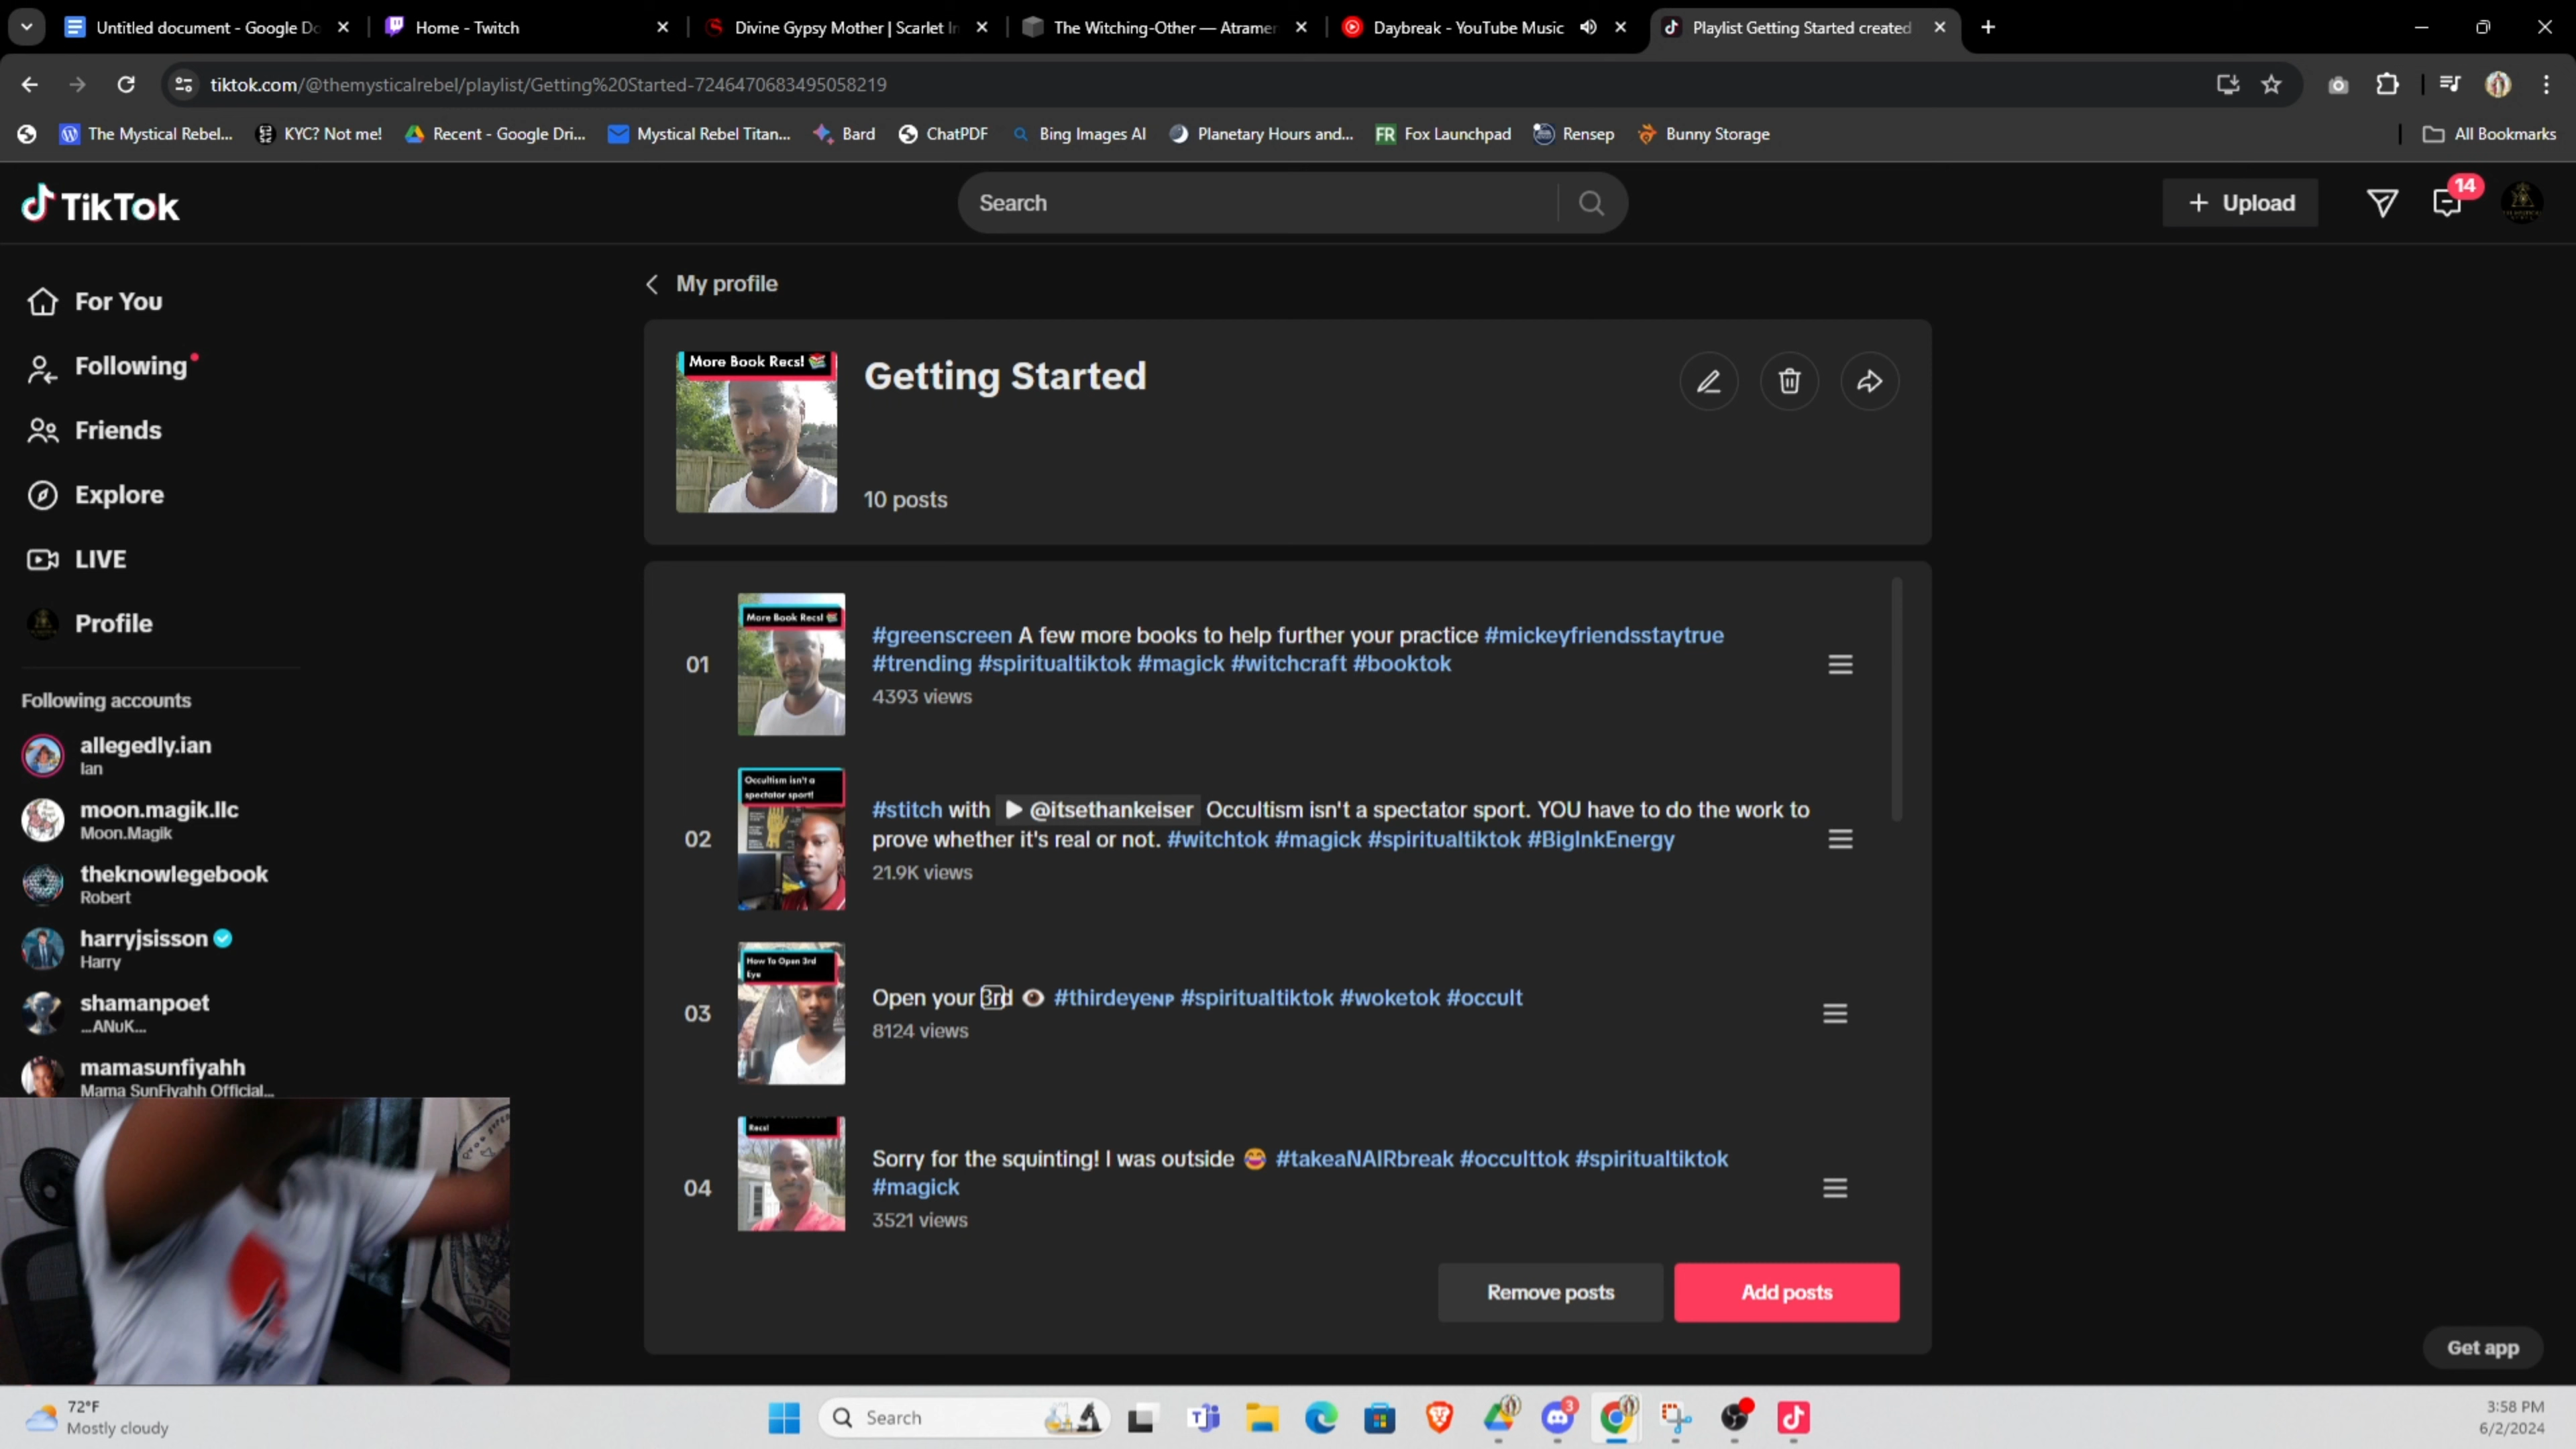 Untitled document - Google Do
Home - Twitch
Divine Gypsy Mother | Scarlet In
The Witching-Other — Atramen
Daybreak - YouTube Music
Playlist Getting Started created
tiktok.com/@themysticalrebel/playlist/Getting%20Started-7246470683495058219
The Mystical Rebel...
KYC? Not me!
Recent - Google Dri...
Mystical Rebel Titan...
Bard
ChatPDF
Bing Images AI
Planetary Hours and...
FR Fox Launchpad
Rensep
Bunny Storage
All Bookmarks
TikTok
Search
+ Upload
14
For You
Following
Friends
Explore
LIVE
Profile
Following accounts
allegedly.ian
Ian
moon.magik.llc
Moon.Magik
theknowlegebook
Robert
harryjsisson
Harry
shamanpoet
...ANuK...
mamasunfiyahh
Mama SunFiyahh Official...
My profile
More Book Recs! 📚
Getting Started
10 posts
01
More Book Recs! 📚
#greenscreen A few more books to help further your practice #mickeyfriendsstaytrue
#trending #spiritualtiktok #magick #witchcraft #booktok
4393 views
02
Occultism isn't a
spectator sport!
#stitch with ▶ @itsethankeiser Occultism isn't a spectator sport. YOU have to do the work to
prove whether it's real or not. #witchtok #magick #spiritualtiktok #BigInkEnergy
21.9K views
03
How To Open 3rd
Eye
Open your 3rd 👁 #thirdeyeɴᴘ #spiritualtiktok #woketok #occult
8124 views
04
Recs!
Sorry for the squinting! I was outside 😂 #takeaNAIRbreak #occulttok #spiritualtiktok
#magick
3521 views
Remove posts
Add posts
Get app
72°F
Mostly cloudy
Search
3
3:58 PM
6/2/2024